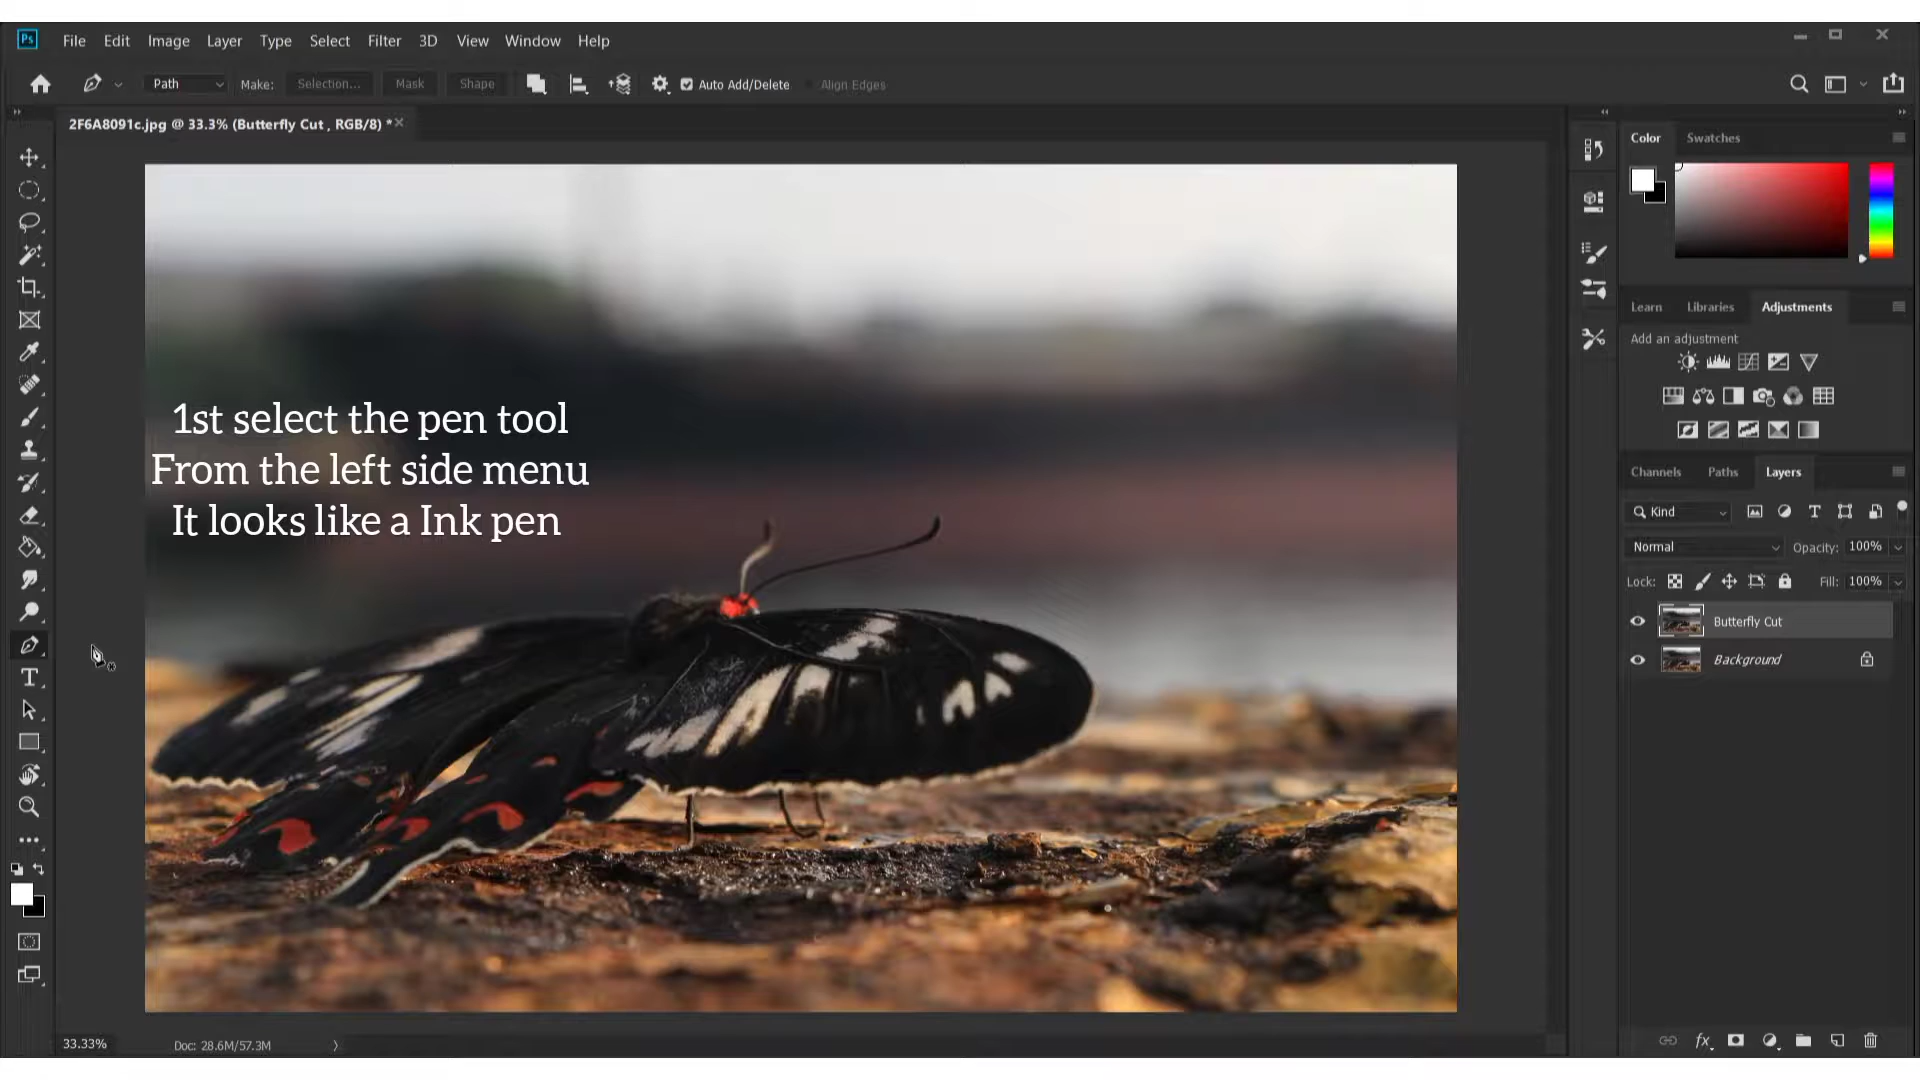 Ps File Edit Image Layer Type Select Filter 3D View Window Help
Path Make: Selection... Mask Shape Auto Add/Delete Align Edges
2F6A8091c.jpg @ 33.3% (Butterfly Cut , RGB/8) *
Color Swatches
Learn Libraries Adjustments
Add an adjustment
1st select the pen tool
From the left side menu
It looks like a Ink pen
Channels Paths Layers
Kind
Normal Opacity: 100%
Lock: Fill: 100%
Butterfly Cut
Background
33.33% Doc: 28.6M/57.3M
fx